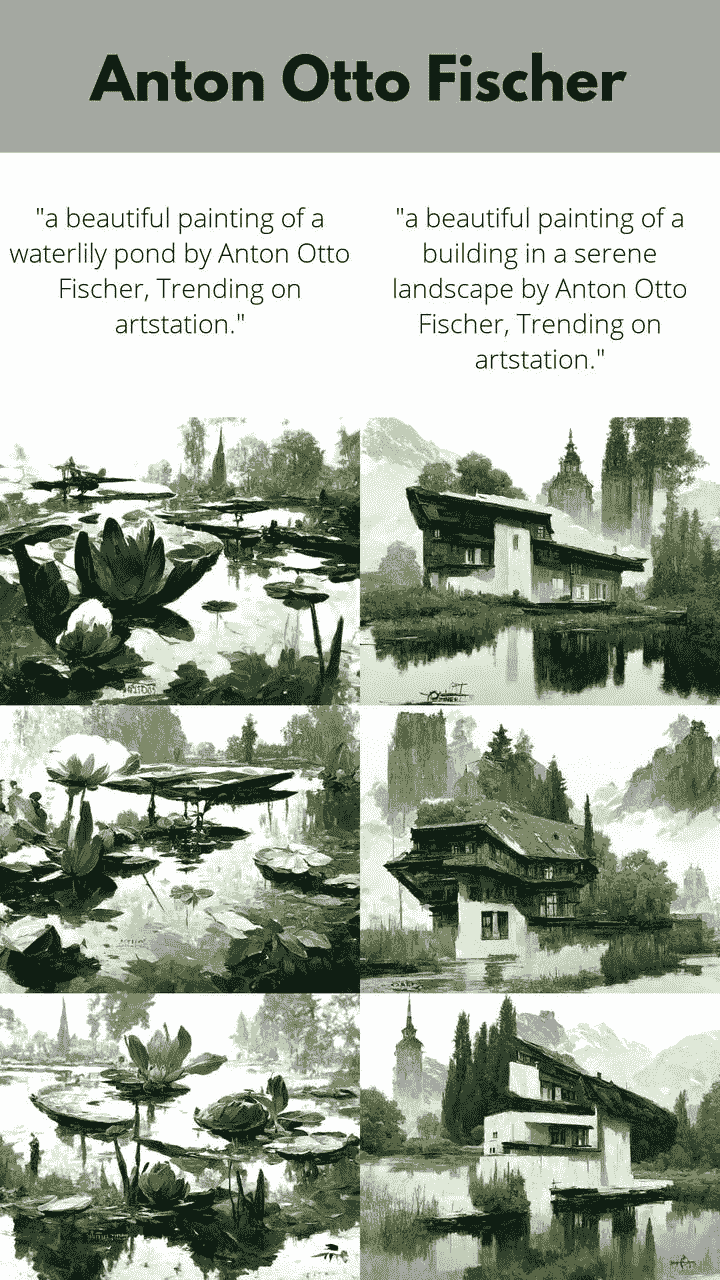 Anton Otto Fischer
"a beautiful painting of a
waterlily pond by Anton Otto
Fischer, Trending on
artstation."
"a beautiful painting of a
building in a serene
landscape by Anton Otto
Fischer, Trending on
artstation."